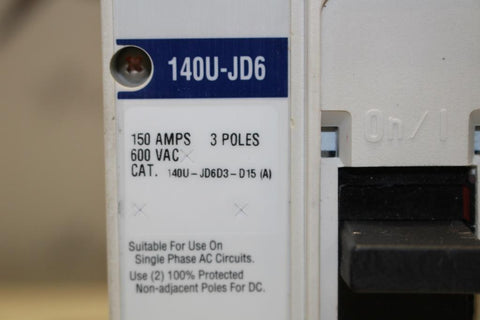 140U-JD6
150 AMPS 3 POLES
600 VAC
CAT. 140U-JD6D3-D15 (A)
On/I
Suitable For Use On
Single Phase AC Circuits.
Use (2) 100% Protected
Non-adjacent Poles For DC.